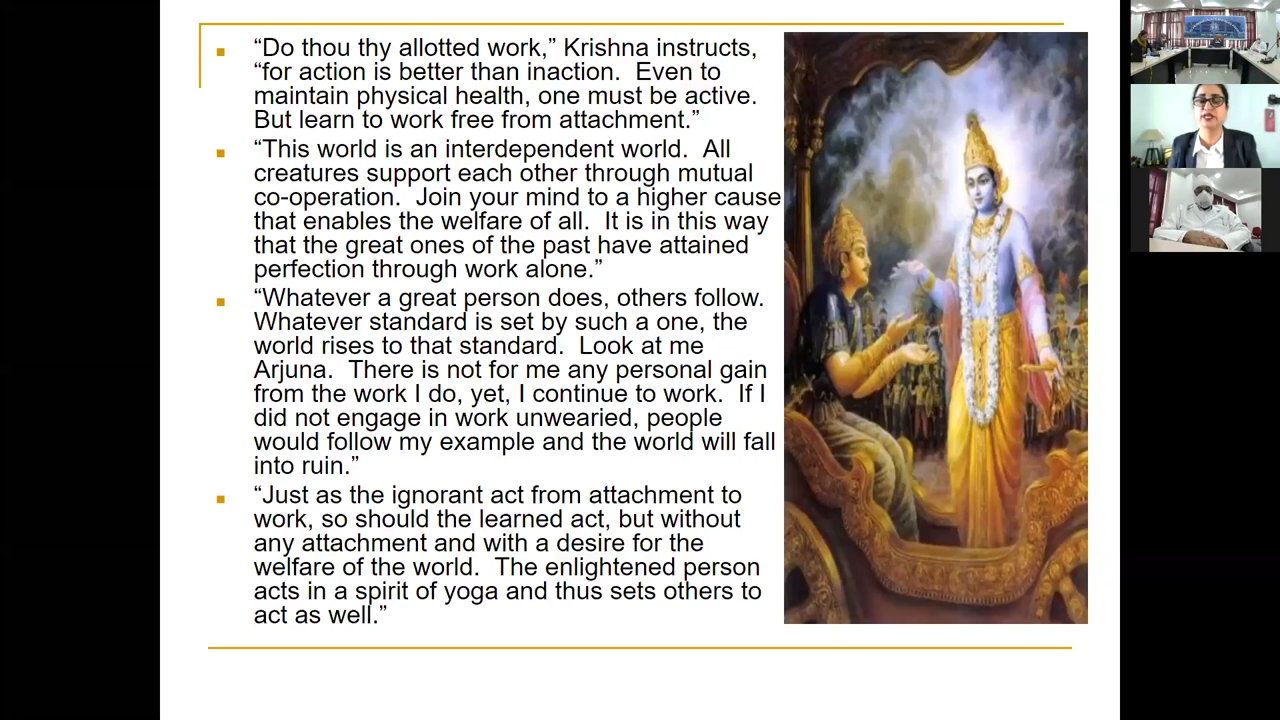 “Do thou thy allotted work,” Krishna instructs,
“for action is better than inaction.  Even to
maintain physical health, one must be active.
But learn to work free from attachment.”
“This world is an interdependent world.  All
creatures support each other through mutual
co-operation.  Join your mind to a higher cause
that enables the welfare of all.  It is in this way
that the great ones of the past have attained
perfection through work alone.”
“Whatever a great person does, others follow.
Whatever standard is set by such a one, the
world rises to that standard.  Look at me
Arjuna.  There is not for me any personal gain
from the work I do, yet, I continue to work.  If I
did not engage in work unwearied, people
would follow my example and the world will fall
into ruin.”
“Just as the ignorant act from attachment to
work, so should the learned act, but without
any attachment and with a desire for the
welfare of the world.  The enlightened person
acts in a spirit of yoga and thus sets others to
act as well.”